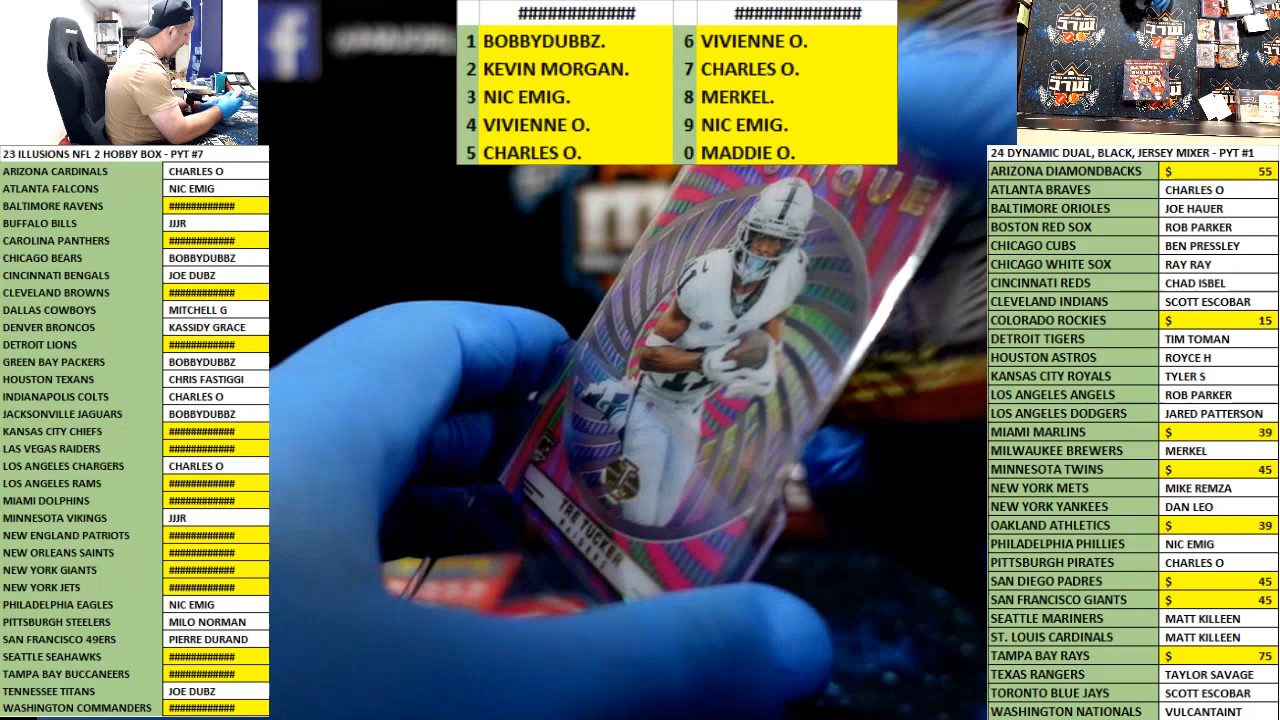 ############ ############
1 BOBBYDUBBZ. 6 VIVIENNE O.
2 KEVIN MORGAN. 7 CHARLES O.
3 NIC EMIG. 8 MERKEL.
4 VIVIENNE O. 9 NIC EMIG.
5 CHARLES O. 0 MADDIE O.
23 ILLUSIONS NFL 2 HOBBY BOX - PYT #7
ARIZONA CARDINALS CHARLES O
ATLANTA FALCONS NIC EMIG
BALTIMORE RAVENS ############
BUFFALO BILLS JJJR
CAROLINA PANTHERS ############
CHICAGO BEARS BOBBYDUBBZ
CINCINNATI BENGALS JOE DUBZ
CLEVELAND BROWNS ############
DALLAS COWBOYS MITCHELL G
DENVER BRONCOS KASSIDY GRACE
DETROIT LIONS ############
GREEN BAY PACKERS BOBBYDUBBZ
HOUSTON TEXANS CHRIS FASTIGGI
INDIANAPOLIS COLTS CHARLES O
JACKSONVILLE JAGUARS BOBBYDUBBZ
KANSAS CITY CHIEFS ############
LAS VEGAS RAIDERS ############
LOS ANGELES CHARGERS CHARLES O
LOS ANGELES RAMS ############
MIAMI DOLPHINS ############
MINNESOTA VIKINGS JJJR
NEW ENGLAND PATRIOTS ############
NEW ORLEANS SAINTS ############
NEW YORK GIANTS ############
NEW YORK JETS ############
PHILADELPHIA EAGLES NIC EMIG
PITTSBURGH STEELERS MILO NORMAN
SAN FRANCISCO 49ERS PIERRE DURAND
SEATTLE SEAHAWKS ############
TAMPA BAY BUCCANEERS ############
TENNESSEE TITANS JOE DUBZ
WASHINGTON COMMANDERS ############
TRE TUCKER
RAIDERS
24 DYNAMIC DUAL, BLACK, JERSEY MIXER - PYT #1
ARIZONA DIAMONDBACKS $ 55
ATLANTA BRAVES CHARLES O
BALTIMORE ORIOLES JOE HAUER
BOSTON RED SOX ROB PARKER
CHICAGO CUBS BEN PRESSLEY
CHICAGO WHITE SOX RAY RAY
CINCINNATI REDS CHAD ISBEL
CLEVELAND INDIANS SCOTT ESCOBAR
COLORADO ROCKIES $ 15
DETROIT TIGERS TIM TOMAN
HOUSTON ASTROS ROYCE H
KANSAS CITY ROYALS TYLER S
LOS ANGELES ANGELS ROB PARKER
LOS ANGELES DODGERS JARED PATTERSON
MIAMI MARLINS $ 39
MILWAUKEE BREWERS MERKEL
MINNESOTA TWINS $ 45
NEW YORK METS MIKE REMZA
NEW YORK YANKEES DAN LEO
OAKLAND ATHLETICS $ 39
PHILADELPHIA PHILLIES NIC EMIG
PITTSBURGH PIRATES CHARLES O
SAN DIEGO PADRES $ 45
SAN FRANCISCO GIANTS $ 45
SEATTLE MARINERS MATT KILLEEN
ST. LOUIS CARDINALS MATT KILLEEN
TAMPA BAY RAYS $ 75
TEXAS RANGERS TAYLOR SAVAGE
TORONTO BLUE JAYS SCOTT ESCOBAR
WASHINGTON NATIONALS VULCANTAINT